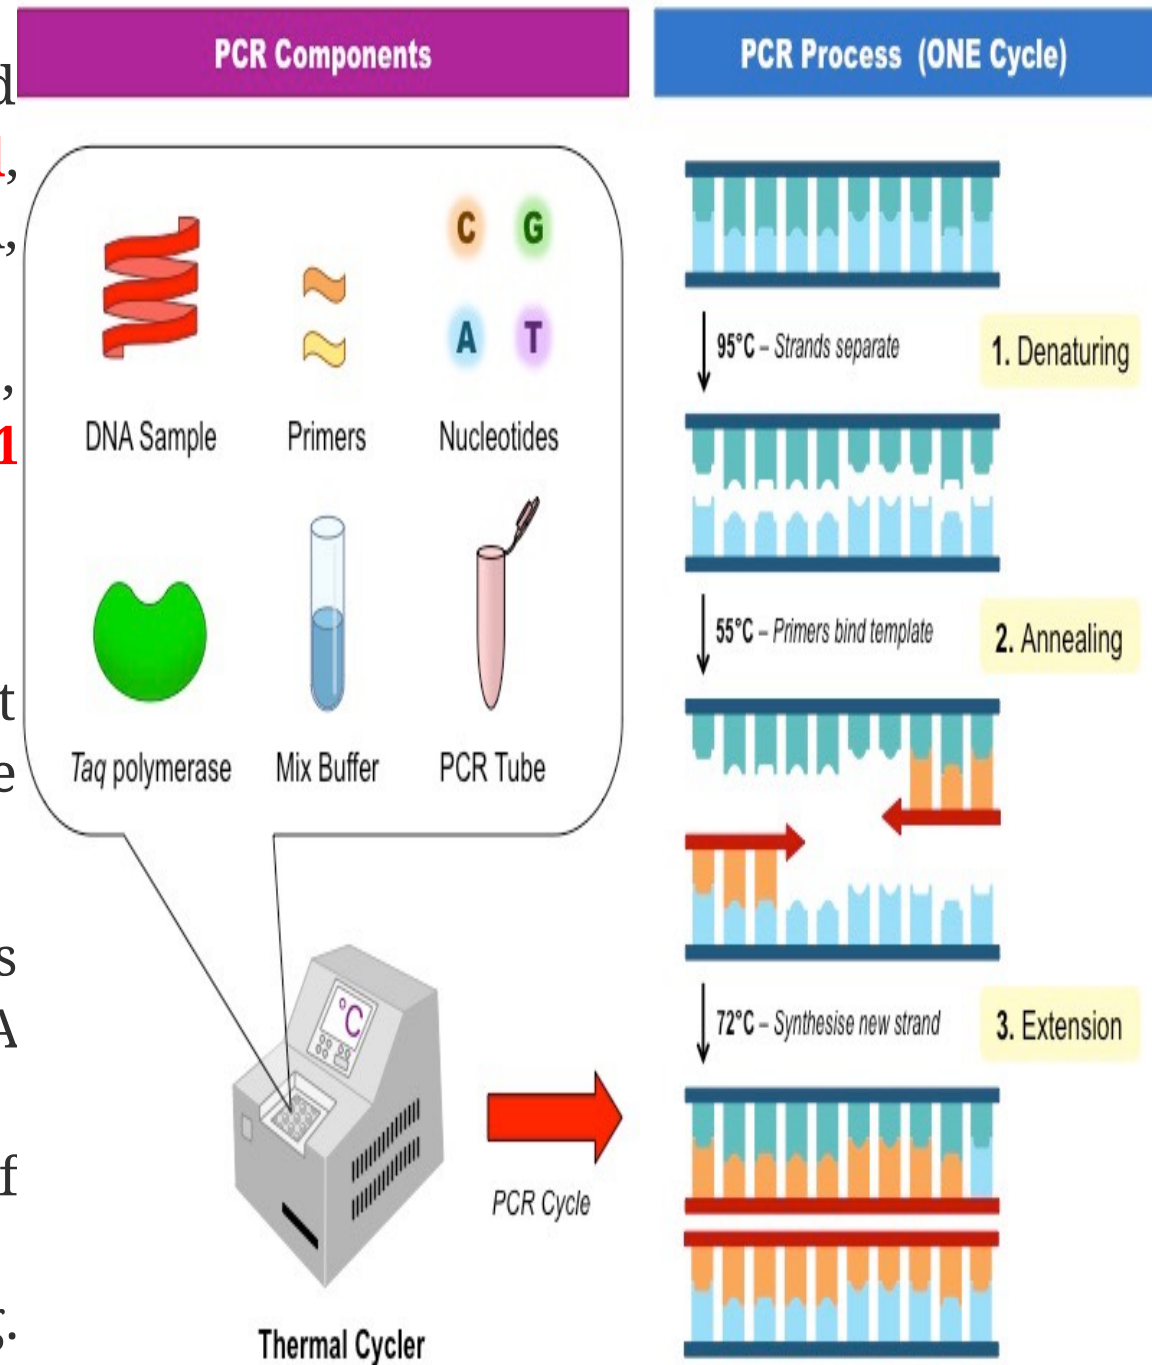 PCR Components
PCR Process (ONE Cycle)
d
,
,
,
1
t
e
s
A
f
.
C G
A T
DNA Sample Primers Nucleotides
Taq polymerase Mix Buffer PCR Tube
°C
PCR Cycle
Thermal Cycler
95°C – Strands separate
1. Denaturing
55°C – Primers bind template
2. Annealing
72°C – Synthesise new strand
3. Extension